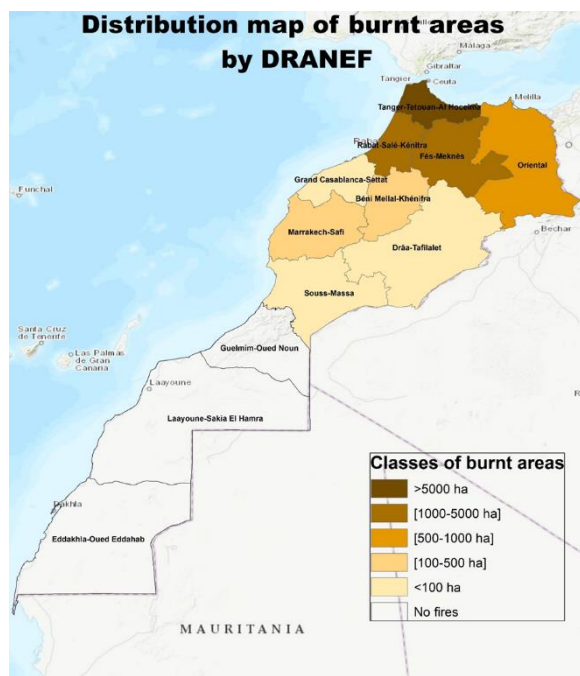 Distribution map of burnt areas
by DRANEF
Málaga
Gibraltar
Tangier
Ceuta
Melilla
Tanger-Tetouan-Al Hoceima
Rabat-Salé-Kénitra
Fès-Meknès
Oriental
Grand Casablanca-Settat
Béni Mellal-Khénifra
Funchal
Marrakech-Safi
Bechar
Drâa-Tafilalet
Souss-Massa
Santa Cruz
de Tenerife
Las Palmas
de Gran
Canaria
Guelmim-Oued Noun
Laayoune
Laayoune-Sakia El Hamra
Dakhla
Eddakhla-Oued Eddahab
MAURITANIA
Classes of burnt areas
>5000 ha
[1000-5000 ha]
[500-1000 ha]
[100-500 ha]
<100 ha
No fires